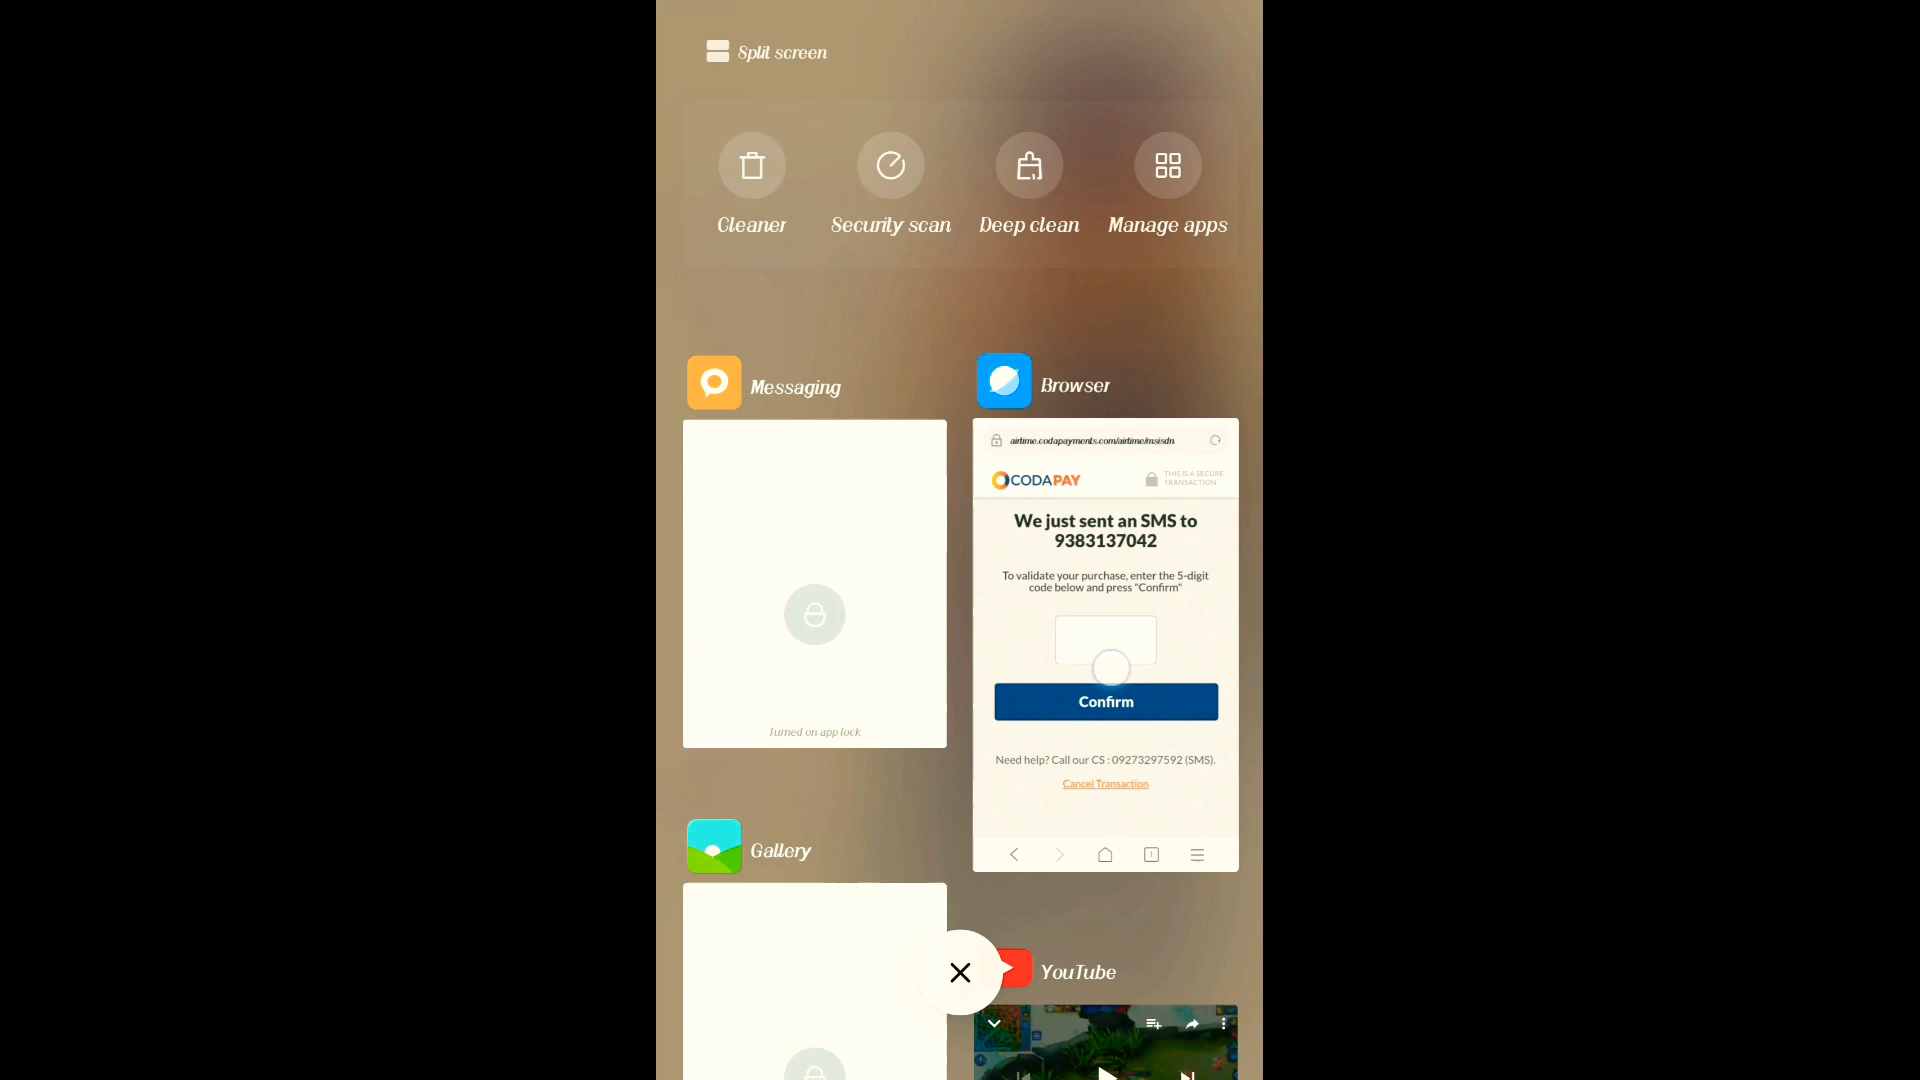 Split screen
Cleaner
Security scan
Deep clean
Manage apps
Messaging
Browser
airtime.codapayments.com/airtime/msisdn
CODAPAY
THIS IS A SECURE
TRANSACTION
We just sent an SMS to
9383137042
To validate your purchase, enter the 5-digit
code below and press "Confirm"
Confirm
Turned on app lock
Need help? Call our CS : 09273297592 (SMS).
Cancel Transaction
Gallery
1
YouTube